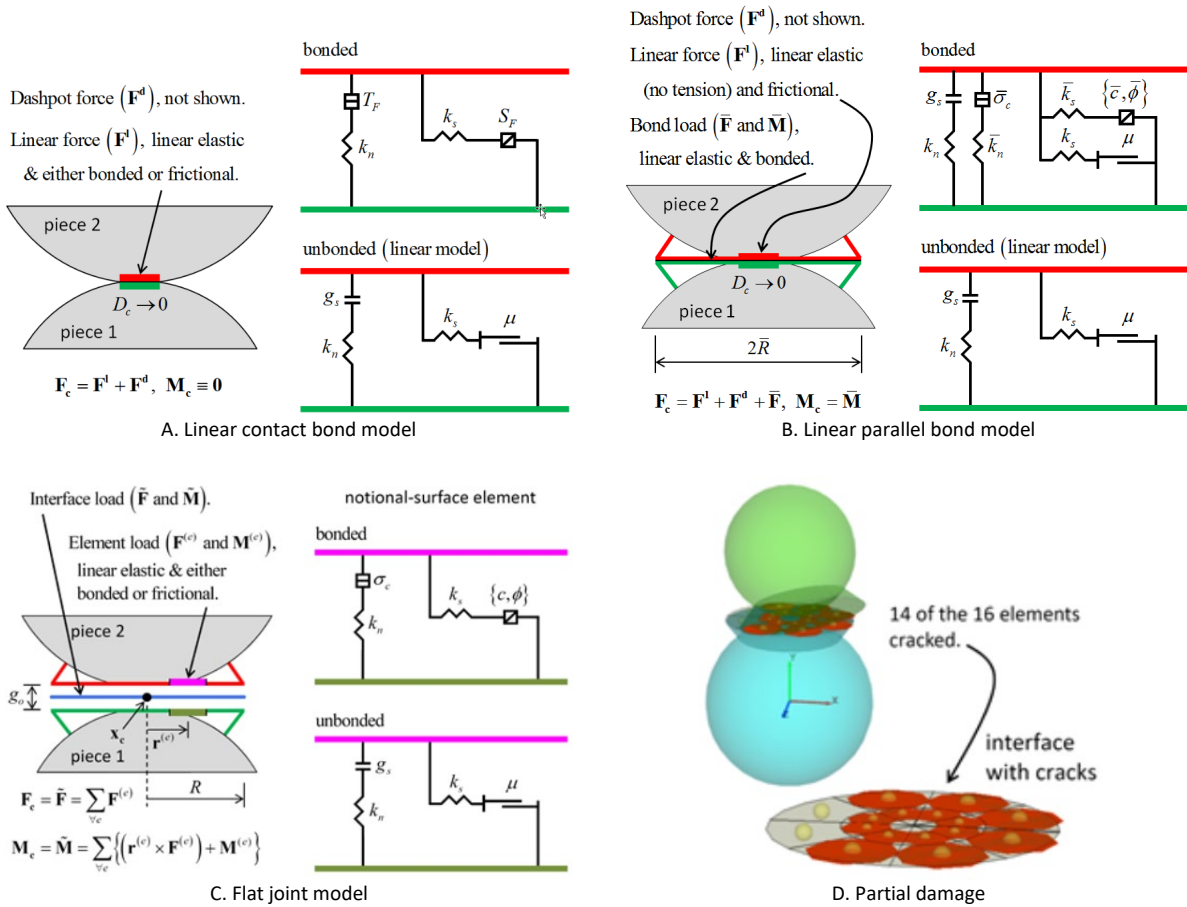 Dashpot force (F^d), not shown.
Linear force (F^l), linear elastic
& either bonded or frictional.
piece 2
D_c → 0
piece 1
F_c = F^l + F^d, M_c ≡ 0
bonded
T_F
k_n
k_s
S_F
unbonded (linear model)
g_s
k_n
k_s
μ
A. Linear contact bond model
Dashpot force (F^d), not shown.
Linear force (F^l), linear elastic
(no tension) and frictional.
Bond load (F̄ and M̄),
linear elastic & bonded.
piece 2
D_c → 0
piece 1
2R̄
F_c = F^l + F^d + F̄, M_c = M̄
bonded
g_s
σ̄_c
k̄_s
{c̄, φ̄}
k_n
k̄_n
k_s
μ
unbonded (linear model)
g_s
k_n
k_s
μ
B. Linear parallel bond model
Interface load (F̃ and M̃).
Element load (F^(e) and M^(e)),
linear elastic & either
bonded or frictional.
piece 2
g_o
x_c
r^(e)
piece 1
R
F_c = F̃ = ∑_∀e F^(e)
M_c = M̃ = ∑_∀e {(r^(e) × F^(e)) + M^(e)}
notional-surface element
bonded
σ_c
k_n
k_s
{c, φ}
unbonded
g_s
k_n
k_s
μ
C. Flat joint model
14 of the 16 elements
cracked.
Y
X
Z
interface
with cracks
D. Partial damage